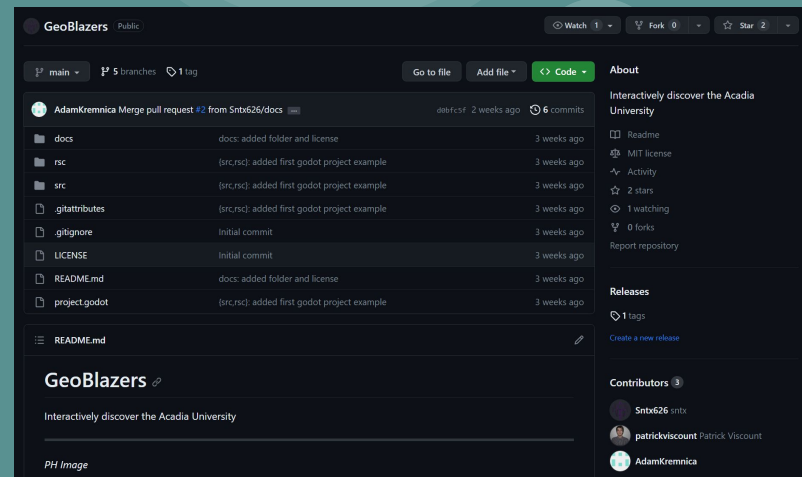 GeoBlazers Public
Watch 1
Fork 0
Star 2
main
5 branches
1 tag
Go to file
Add file
<> Code
AdamKremnica Merge pull request #2 from Sntx626/docs ...
d0bfc5f 2 weeks ago
6 commits
docs docs: added folder and license 3 weeks ago
rsc (src,rsc): added first godot project example 3 weeks ago
src (src,rsc): added first godot project example 3 weeks ago
.gitattributes (src,rsc): added first godot project example 3 weeks ago
.gitignore Initial commit 3 weeks ago
LICENSE Initial commit 3 weeks ago
README.md docs: added folder and license 3 weeks ago
project.godot (src,rsc): added first godot project example 3 weeks ago
README.md
GeoBlazers
Interactively discover the Acadia University
PH Image
About
Interactively discover the Acadia
University
Readme
MIT license
Activity
2 stars
1 watching
0 forks
Report repository
Releases
1 tags
Create a new release
Contributors 3
Sntx626 sntx
patrickviscount Patrick Viscount
AdamKremnica